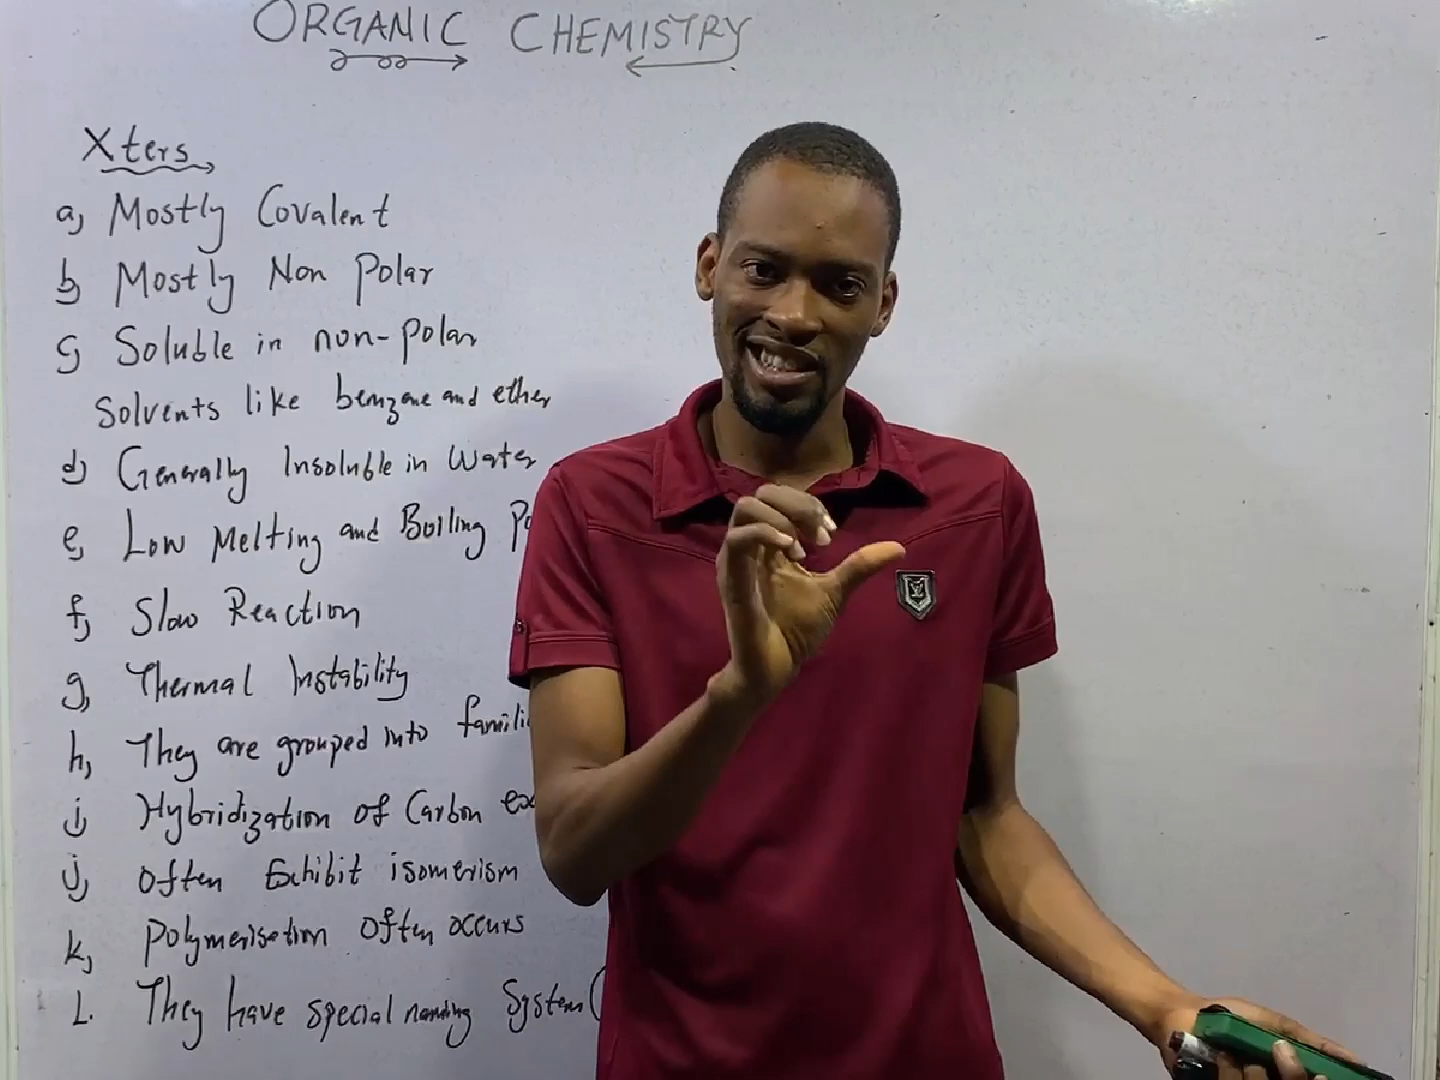 ORGANIC CHEMISTRY
Xters
a) Mostly Covalent
b Mostly Non Polar
c) Soluble in non-polar
Solvents like benzene and ether
d) Generally Insoluble in Water
e, Low Melting and Boiling
f) Slow Reaction
g, Thermal Instability
h, They are grouped into
i) Hybridization of Carbon
j) Often Exhibit isomerism
k, Polymerisation Often occurs
L. They have special naming System (